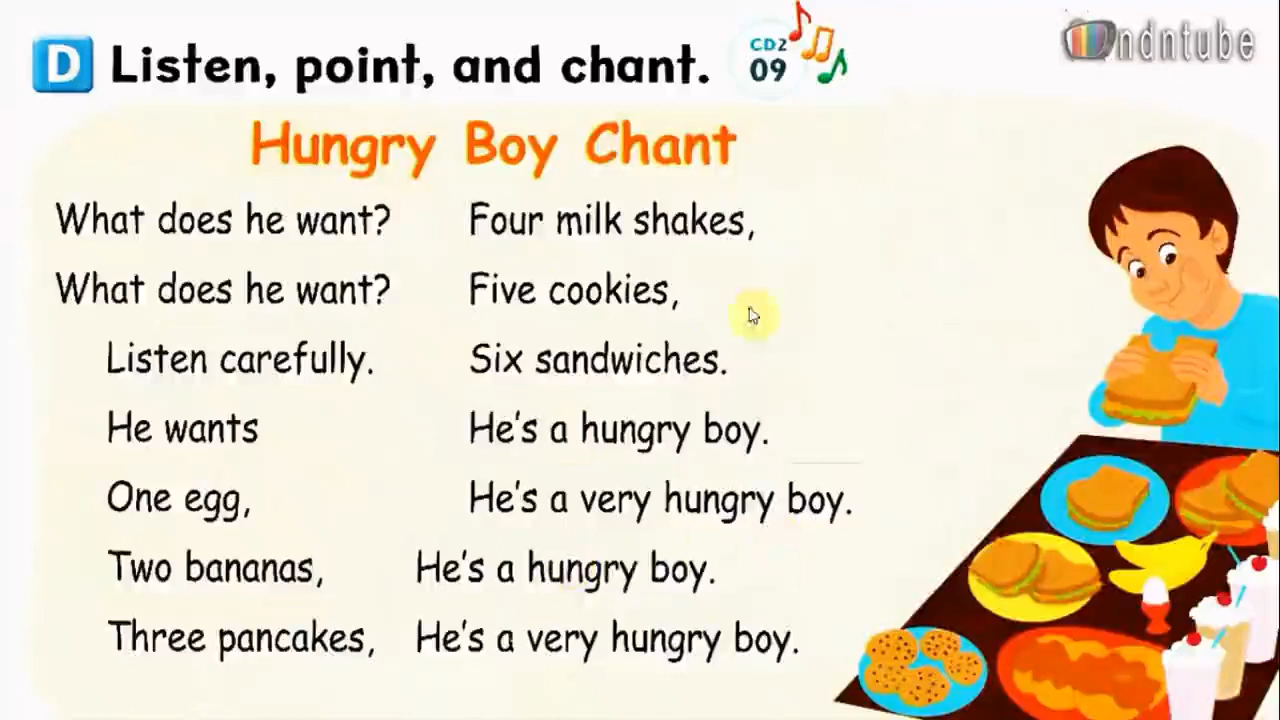 D Listen, point, and chant.
CD2
09
ndntube
Hungry Boy Chant
What does he want?
What does he want?
Listen carefully.
He wants
One egg,
Two bananas,
Three pancakes,
Four milk shakes,
Five cookies,
Six sandwiches.
He's a hungry boy.
He's a very hungry boy.
He's a hungry boy.
He's a very hungry boy.